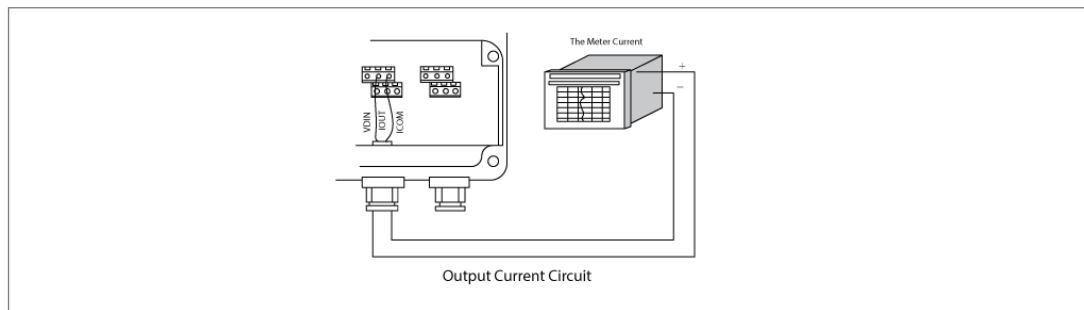 The Meter Current
+
−
VDIN
IOUT
ICOM
Output Current Circuit